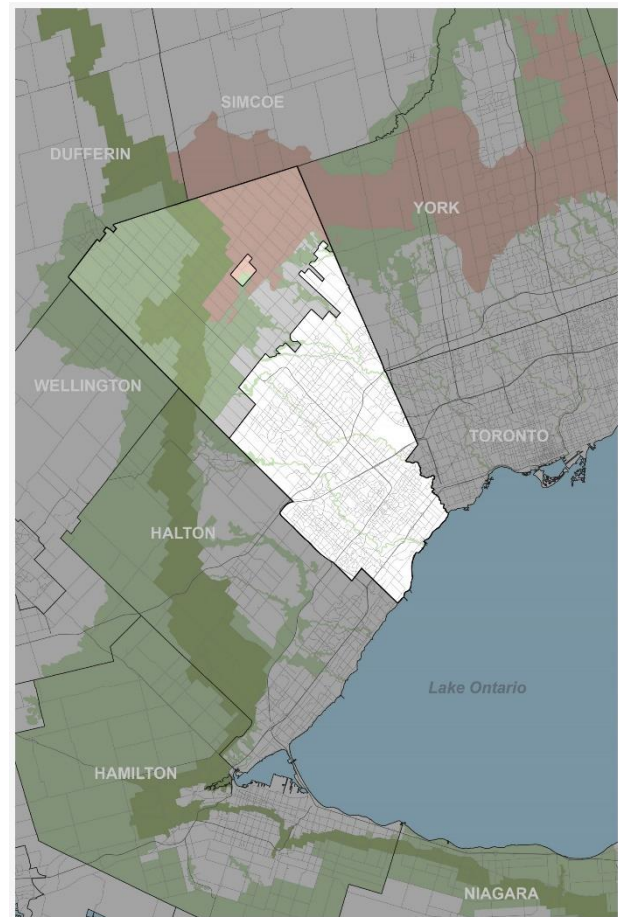 SIMCOE
DUFFERIN
YORK
WELLINGTON
TORONTO
HALTON
Lake Ontario
HAMILTON
NIAGARA